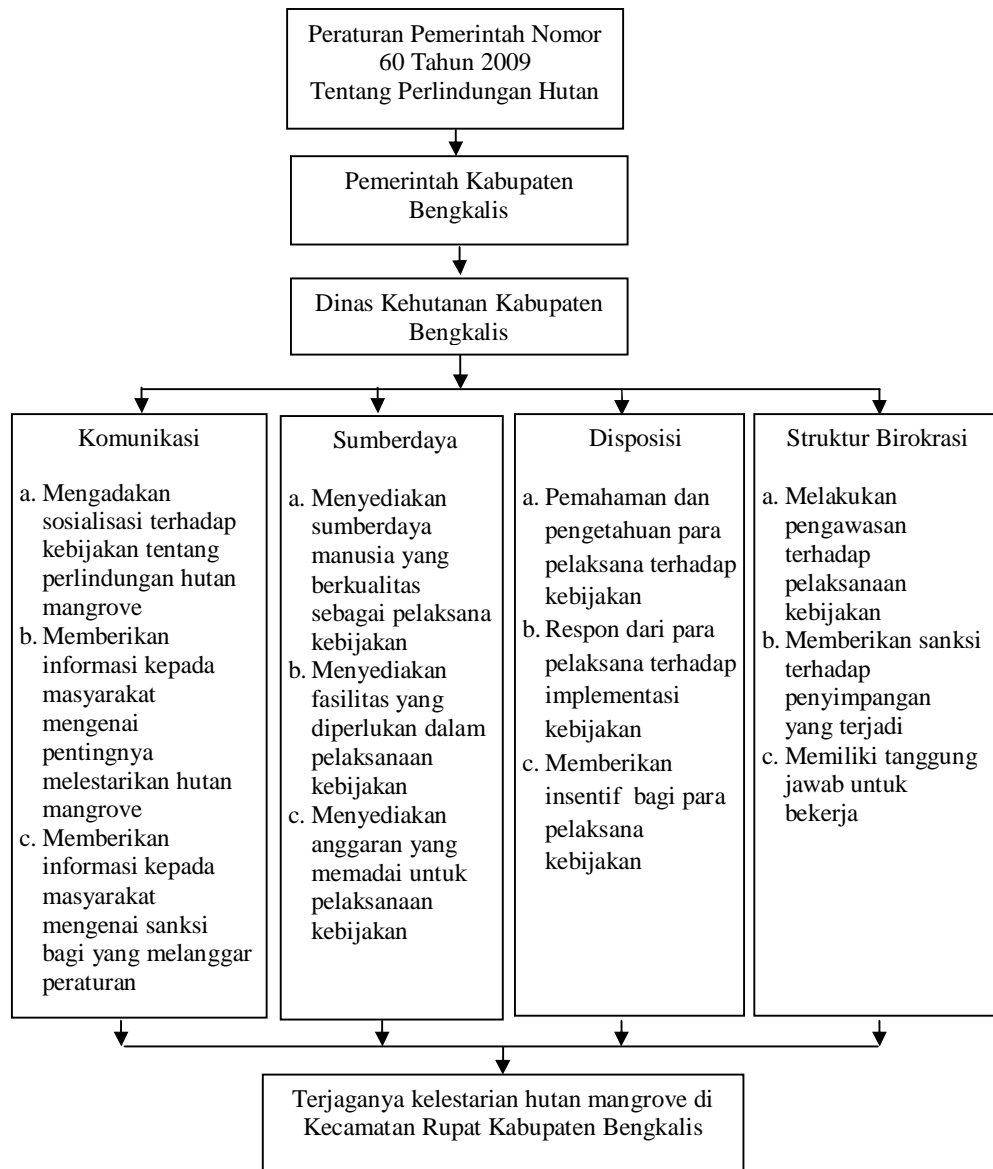 Peraturan Pemerintah Nomor
60 Tahun 2009
Tentang Perlindungan Hutan
Pemerintah Kabupaten
Bengkalis
Dinas Kehutanan Kabupaten
Bengkalis
Komunikasi
a. Mengadakan
sosialisasi terhadap
kebijakan tentang
perlindungan hutan
mangrove
b. Memberikan
informasi kepada
masyarakat
mengenai
pentingnya
melestarikan hutan
mangrove
c. Memberikan
informasi kepada
masyarakat
mengenai sanksi
bagi yang melanggar
peraturan
Sumberdaya
a. Menyediakan
sumberdaya
manusia yang
berkualitas
sebagai pelaksana
kebijakan
b. Menyediakan
fasilitas yang
diperlukan dalam
pelaksanaan
kebijakan
c. Menyediakan
anggaran yang
memadai untuk
pelaksanaan
kebijakan
Disposisi
a. Pemahaman dan
pengetahuan para
pelaksana terhadap
kebijakan
b. Respon dari para
pelaksana terhadap
implementasi
kebijakan
c. Memberikan
insentif bagi para
pelaksana
kebijakan
Struktur Birokrasi
a. Melakukan
pengawasan
terhadap
pelaksanaan
kebijakan
b. Memberikan sanksi
terhadap
penyimpangan
yang terjadi
c. Memiliki tanggung
jawab untuk
bekerja
Terjaganya kelestarian hutan mangrove di
Kecamatan Rupat Kabupaten Bengkalis